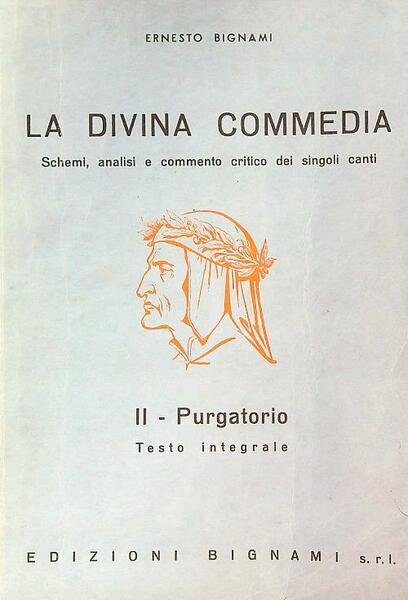 ERNESTO BIGNAMI
LA DIVINA COMMEDIA
Schemi, analisi e commento critico dei singoli canti
II - Purgatorio
Testo integrale
EDIZIONI BIGNAMI s.r.l.